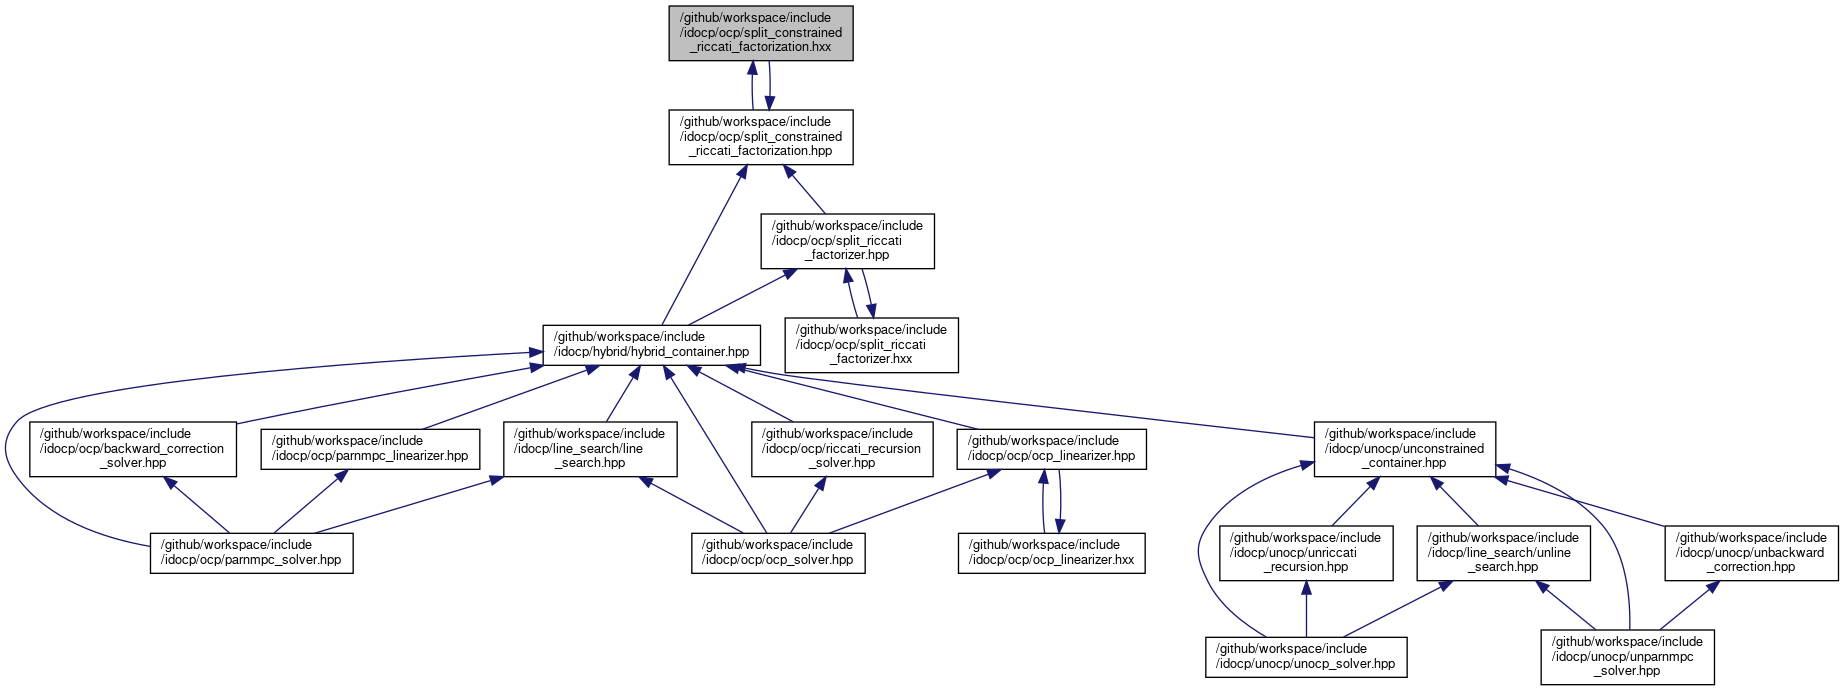 /github/workspace/include
/idocp/ocp/split_constrained
_riccati_factorization.hxx
/github/workspace/include
/idocp/ocp/split_constrained
_riccati_factorization.hpp
/github/workspace/include
/idocp/ocp/split_riccati
_factorizer.hpp
/github/workspace/include
/idocp/hybrid/hybrid_container.hpp
/github/workspace/include
/idocp/ocp/split_riccati
_factorizer.hxx
/github/workspace/include
/idocp/ocp/backward_correction
_solver.hpp
/github/workspace/include
/idocp/ocp/parnmpc_linearizer.hpp
/github/workspace/include
/idocp/line_search/line
_search.hpp
/github/workspace/include
/idocp/ocp/riccati_recursion
_solver.hpp
/github/workspace/include
/idocp/ocp/ocp_linearizer.hpp
/github/workspace/include
/idocp/unocp/unconstrained
_container.hpp
/github/workspace/include
/idocp/ocp/parnmpc_solver.hpp
/github/workspace/include
/idocp/ocp/ocp_solver.hpp
/github/workspace/include
/idocp/ocp/ocp_linearizer.hxx
/github/workspace/include
/idocp/unocp/unriccati
_recursion.hpp
/github/workspace/include
/idocp/line_search/unline
_search.hpp
/github/workspace/include
/idocp/unocp/unbackward
_correction.hpp
/github/workspace/include
/idocp/unocp/unocp_solver.hpp
/github/workspace/include
/idocp/unocp/unparnmpc
_solver.hpp